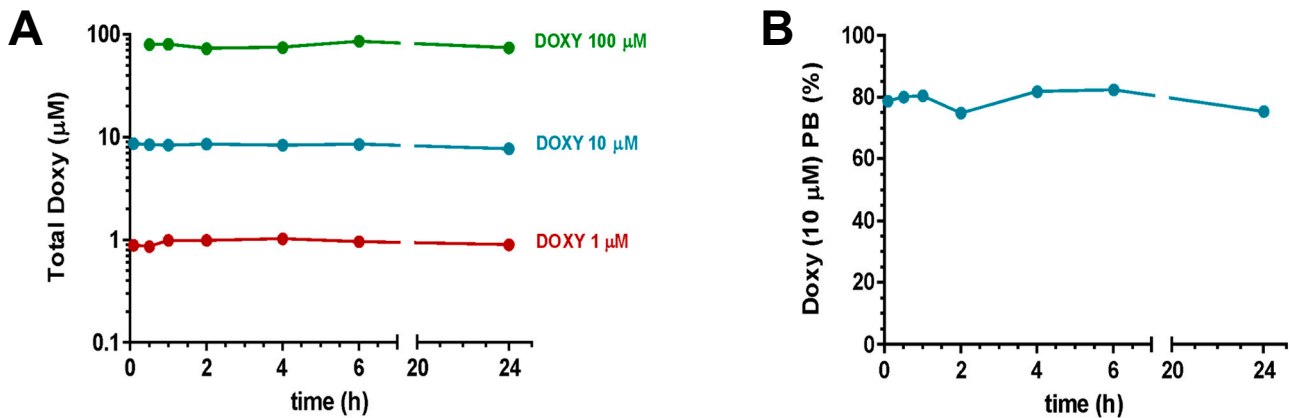 A
Total Doxy (µM)
100
10
1
0.1
DOXY 100 µM
DOXY 10 µM
DOXY 1 µM
0 2 4 6 20 24
time (h)
B
Doxy (10 µM) PB (%)
100
80
60
40
20
0
0 2 4 6 20 24
time (h)